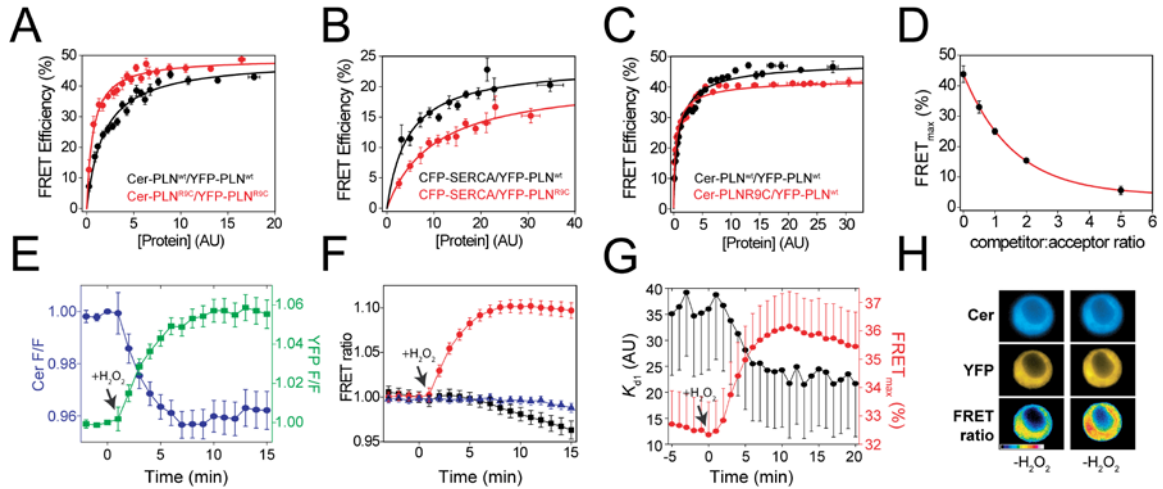 A
FRET Efficiency (%)
50
40
30
20
10
0
Cer-PLNwt/YFP-PLNwt
Cer-PLNR9C/YFP-PLNR9C
0 5 10 15 20
[Protein] (AU)
B
FRET Efficiency (%)
30
20
10
0
CFP-SERCA/YFP-PLNwt
CFP-SERCA/YFP-PLNR9C
0 10 20 30 40
[Protein] (AU)
C
FRET Efficiency (%)
50
40
30
20
10
0
Cer-PLNwt/YFP-PLNwt
Cer-PLNR9C/YFP-PLNwt
0 5 10 15 20 25 30
[Protein] (AU)
D
FRETmax (%)
50
40
30
20
10
0
0 1 2 3 4 5 6
competitor:acceptor ratio
E
Cer F/F
1.00
0.98
0.96
+H2O2
YFP F/F
1.06
1.04
1.02
1.00
0 5 10 15
Time (min)
F
FRET ratio
1.10
1.05
1.00
0.95
+H2O2
0 5 10 15
Time (min)
G
Kd1 (AU)
40
35
30
25
20
15
10
+H2O2
FRETmax (%)
37
36
35
34
33
32
-5 0 5 10 15 20
Time (min)
H
Cer
YFP
FRET
ratio
-H2O2 -H2O2